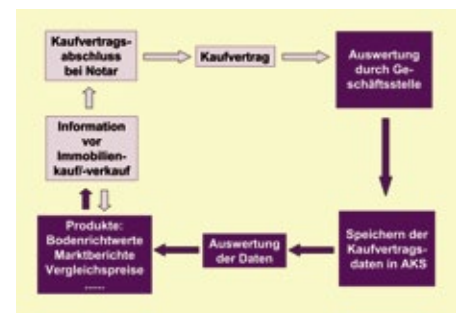 Kaufvertrags-
abschluss
bei Notar
Kaufvertrag
Auswertung
durch Ge-
schäftsstelle
Information
vor
Immobilien-
kauf/-verkauf
Produkte:
Bodenrichtwerte
Marktberichte
Vergleichspreise
.....
Auswertung
der Daten
Speichern der
Kaufvertrags-
daten in AKS